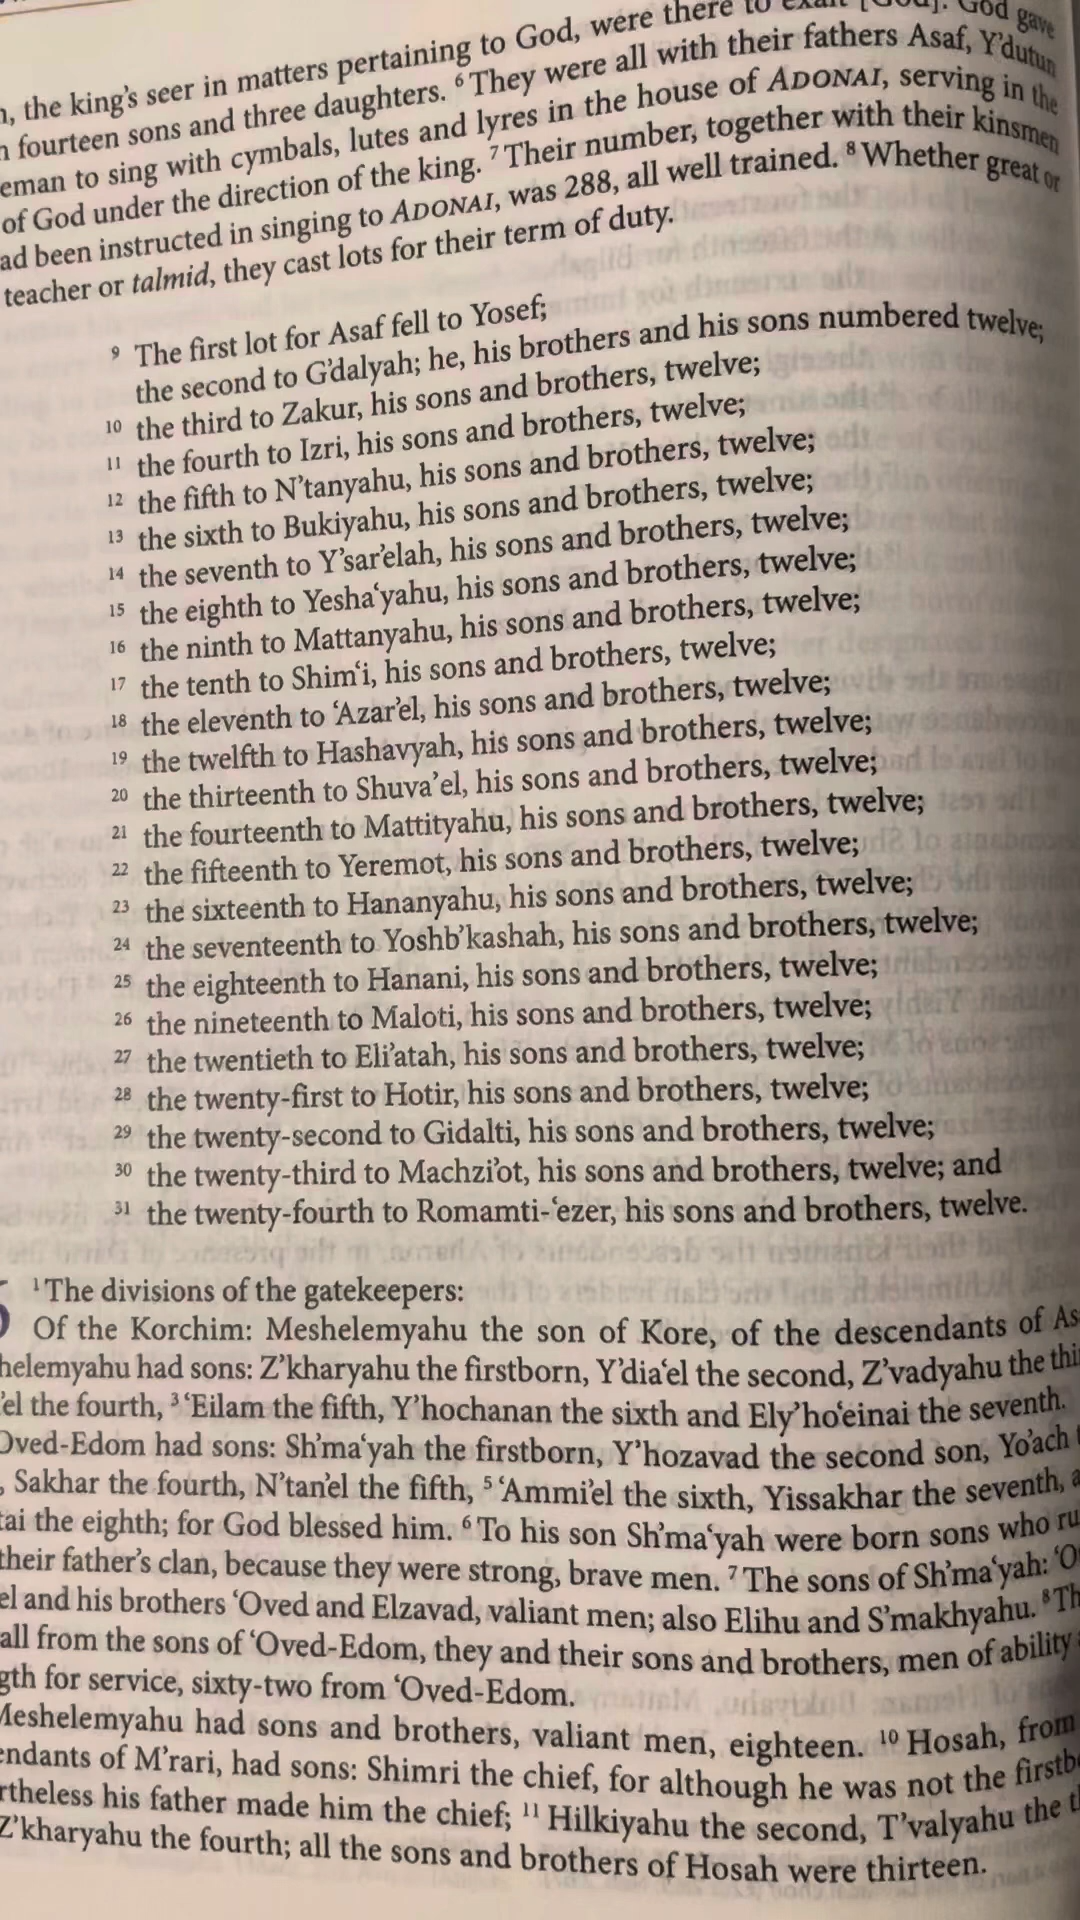 the king's seer in matters pertaining to God, were there to exalt [God]. God gave
fourteen sons and three daughters. ⁶ They were all with their fathers Asaf, Y'dutun
eman to sing with cymbals, lutes and lyres in the house of ADONAI, serving in the
of God under the direction of the king. ⁷ Their number, together with their kinsmen
ad been instructed in singing to ADONAI, was 288, all well trained. ⁸ Whether great or
teacher or talmid, they cast lots for their term of duty.
⁹ The first lot for Asaf fell to Yosef;
the second to G'dalyah; he, his brothers and his sons numbered twelve;
¹⁰ the third to Zakur, his sons and brothers, twelve;
¹¹ the fourth to Izri, his sons and brothers, twelve;
¹² the fifth to N'tanyahu, his sons and brothers, twelve;
¹³ the sixth to Bukiyahu, his sons and brothers, twelve;
¹⁴ the seventh to Y'sar'elah, his sons and brothers, twelve;
¹⁵ the eighth to Yesha‘yahu, his sons and brothers, twelve;
¹⁶ the ninth to Mattanyahu, his sons and brothers, twelve;
¹⁷ the tenth to Shim‘i, his sons and brothers, twelve;
¹⁸ the eleventh to ‘Azar'el, his sons and brothers, twelve;
¹⁹ the twelfth to Hashavyah, his sons and brothers, twelve;
²⁰ the thirteenth to Shuva'el, his sons and brothers, twelve;
²¹ the fourteenth to Mattityahu, his sons and brothers, twelve;
²² the fifteenth to Yeremot, his sons and brothers, twelve;
²³ the sixteenth to Hananyahu, his sons and brothers, twelve;
²⁴ the seventeenth to Yoshb'kashah, his sons and brothers, twelve;
²⁵ the eighteenth to Hanani, his sons and brothers, twelve;
²⁶ the nineteenth to Maloti, his sons and brothers, twelve;
²⁷ the twentieth to Eli'atah, his sons and brothers, twelve;
²⁸ the twenty-first to Hotir, his sons and brothers, twelve;
²⁹ the twenty-second to Gidalti, his sons and brothers, twelve;
³⁰ the twenty-third to Machzi'ot, his sons and brothers, twelve; and
³¹ the twenty-fourth to Romamti-‘ezer, his sons and brothers, twelve.
¹ The divisions of the gatekeepers:
Of the Korchim: Meshelemyahu the son of Kore, of the descendants of As
helemyahu had sons: Z'kharyahu the firstborn, Y'dia‘el the second, Z'vadyahu the thi
'el the fourth, ³ ‘Eilam the fifth, Y'hochanan the sixth and Ely'ho‘einai the seventh.
Oved-Edom had sons: Sh'ma‘yah the firstborn, Y'hozavad the second son, Yo'ach
, Sakhar the fourth, N'tan'el the fifth, ⁵ ‘Ammi'el the sixth, Yissakhar the seventh, a
tai the eighth; for God blessed him. ⁶ To his son Sh'ma‘yah were born sons who ru
their father's clan, because they were strong, brave men. ⁷ The sons of Sh'ma‘yah: ‘O
el and his brothers ‘Oved and Elzavad, valiant men; also Elihu and S'makhyahu. ⁸ Th
all from the sons of ‘Oved-Edom, they and their sons and brothers, men of ability
gth for service, sixty-two from ‘Oved-Edom.
Meshelemyahu had sons and brothers, valiant men, eighteen. ¹⁰ Hosah, from
endants of M'rari, had sons: Shimri the chief, for although he was not the firstb
rtheless his father made him the chief; ¹¹ Hilkiyahu the second, T'valyahu the t
Z'kharyahu the fourth; all the sons and brothers of Hosah were thirteen.